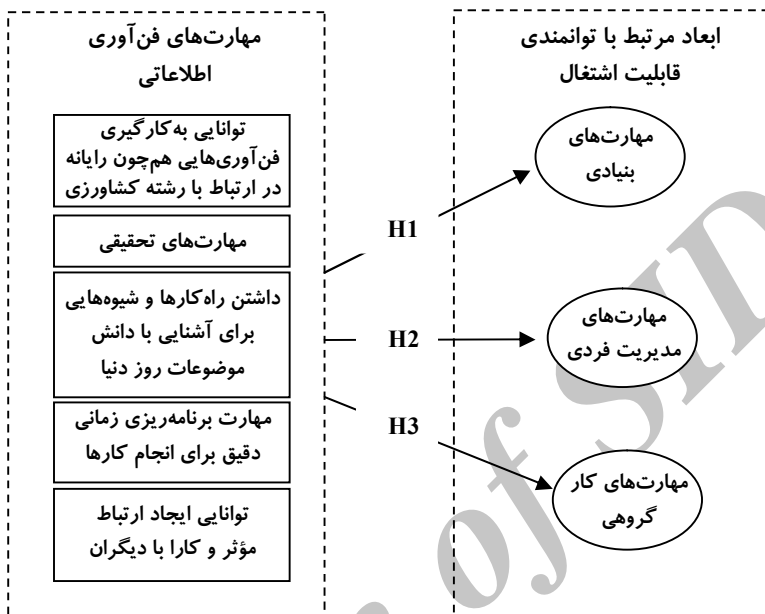 ابعاد مرتبط با توانمندی
قابلیت اشتغال
مهارت‌های
بنیادی
مهارت‌های
مدیریت فردی
مهارت‌های کار
گروهی
H1
H2
H3
مهارت‌های فن‌آوری
اطلاعاتی
توانایی به‌کارگیری
فن‌آوری‌هایی هم‌چون رایانه
در ارتباط با رشته کشاورزی
مهارت‌های تحقیقی
داشتن راه‌کارها و شیوه‌هایی
برای آشنایی با دانش
موضوعات روز دنیا
مهارت برنامه‌ریزی زمانی
دقیق برای انجام کارها
توانایی ایجاد ارتباط
مؤثر و کارا با دیگران
of SID